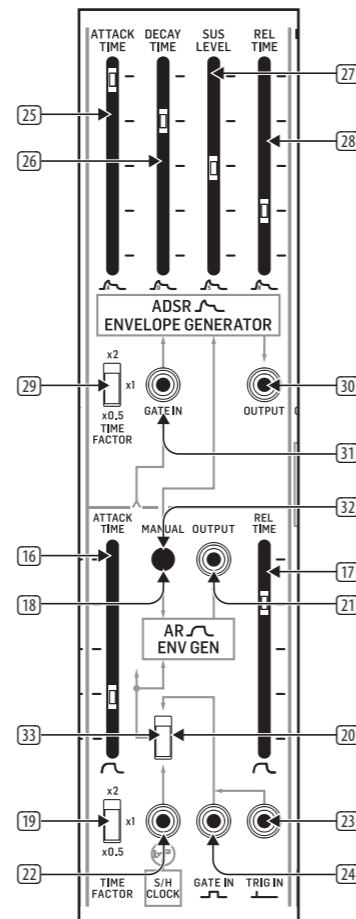 ATTACK TIME
DECAY TIME
SUS LEVEL
REL TIME
27
25
26
28
A
D
S
R
ADSR
ENVELOPE GENERATOR
x2
29
x1
x0.5
TIME FACTOR
GATE IN
OUTPUT
30
31
32
ATTACK TIME
MANUAL
OUTPUT
REL TIME
16
17
18
21
AR
ENV GEN
33
20
x2
19
x1
x0.5
22
23
24
TIME FACTOR
S/H CLOCK
GATE IN
TRIG IN